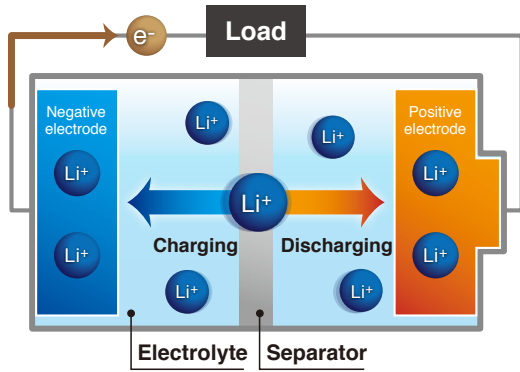 e-
Load
Negative
electrode
Positive
electrode
Li+
Li+
Li+
Li+
Li+
Li+
Li+
Charging
Discharging
Li+
Li+
Li+
Li+
Electrolyte
Separator